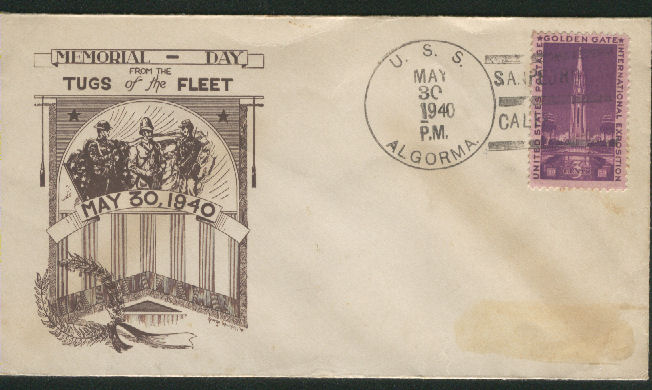 MEMORIAL - DAY
FROM THE
TUGS of the FLEET
MAY 30, 1940
U. S. S.
MAY
30
1940
P.M.
ALGORMA.
CAL
GOLDEN GATE
INTERNATIONAL EXPOSITION
UNITED STATES POSTAGE
3¢